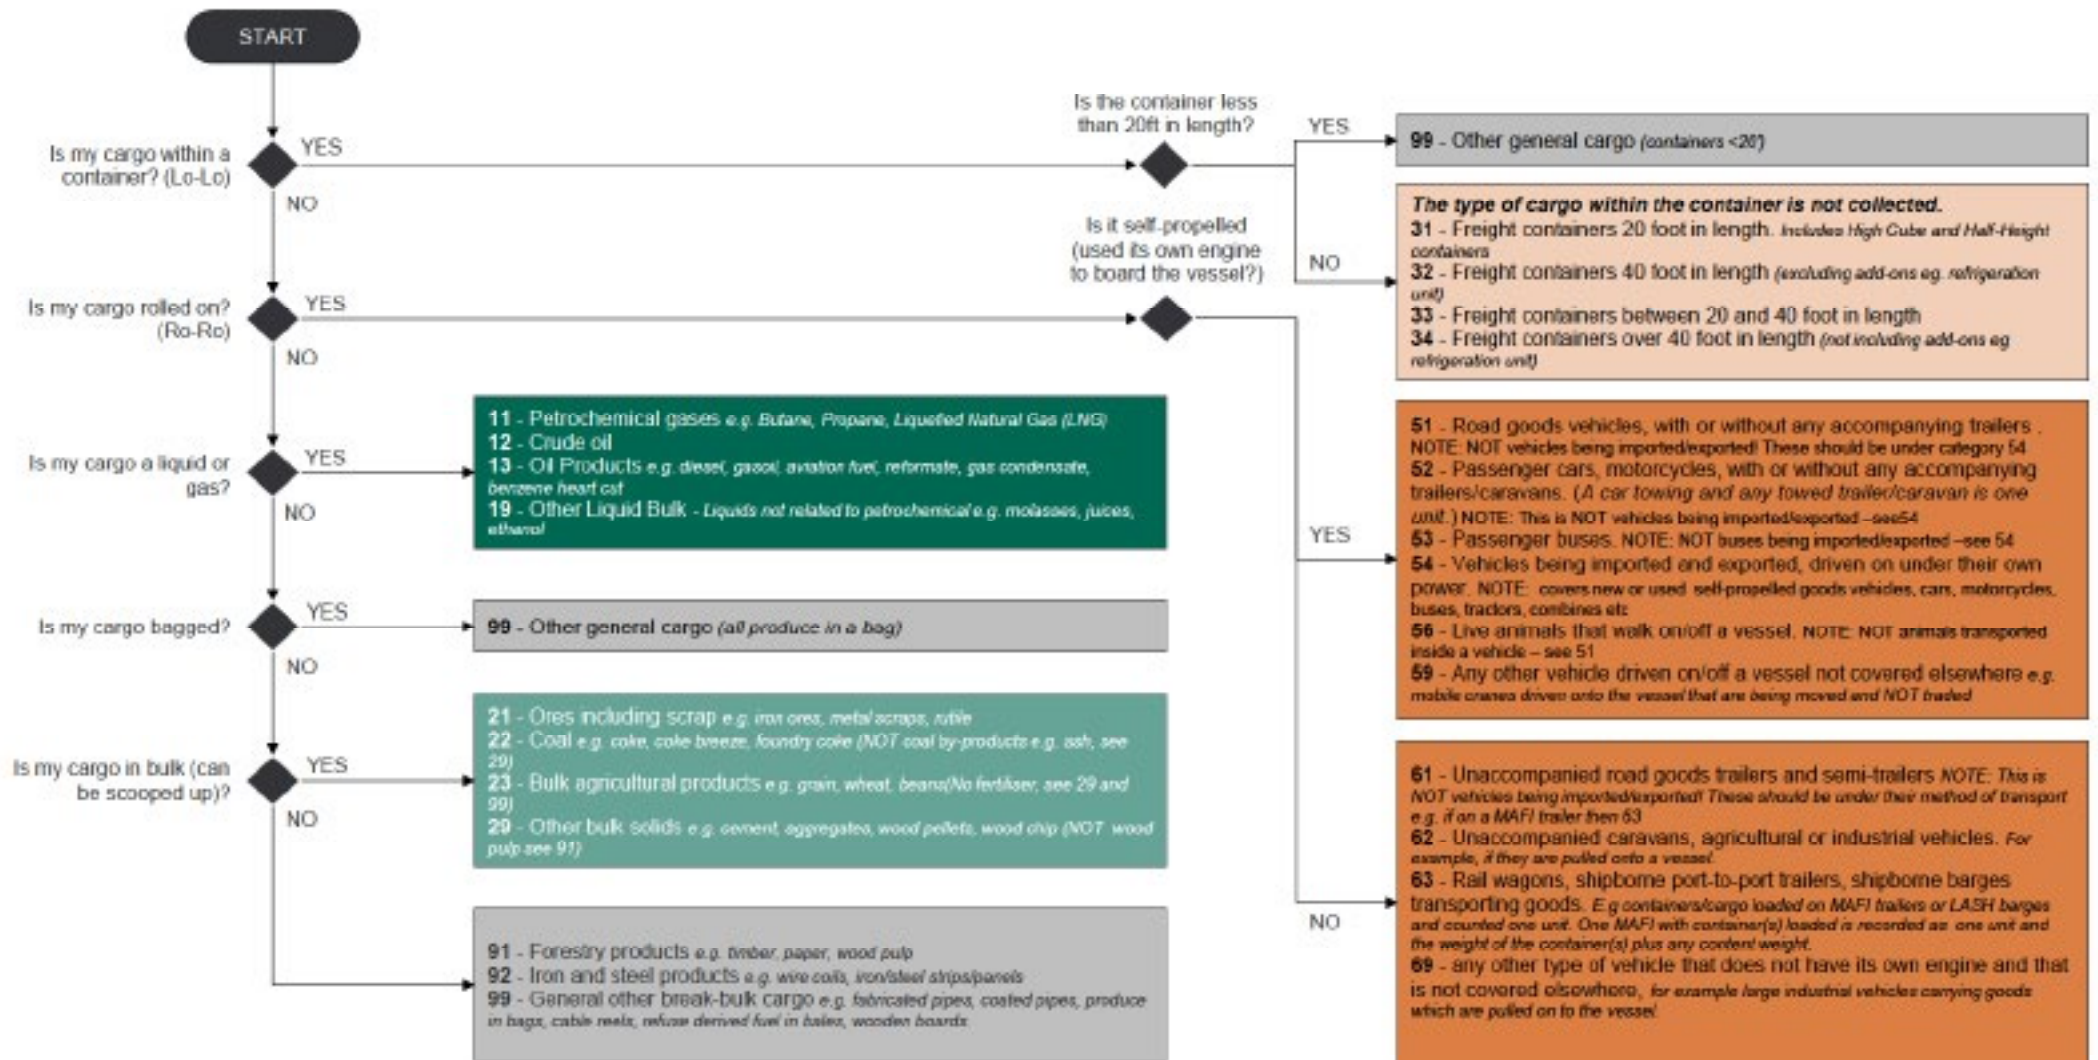 START
Is my cargo within a
container? (Lo-Lo)
YES
NO
Is the container less
than 20ft in length?
YES
NO
99 - Other general cargo (containers <20')
The type of cargo within the container is not collected.
31 - Freight containers 20 foot in length. Includes High Cube and Half-Height
containers
32 - Freight containers 40 foot in length (excluding add-ons eg. refrigeration
unit)
33 - Freight containers between 20 and 40 foot in length
34 - Freight containers over 40 foot in length (not including add-ons eg
refrigeration unit)
Is my cargo rolled on?
(Ro-Ro)
YES
NO
Is it self-propelled
(used its own engine
to board the vessel?)
YES
NO
51 - Road goods vehicles, with or without any accompanying trailers .
NOTE: NOT vehicles being imported/exported! These should be under category 54
52 - Passenger cars, motorcycles, with or without any accompanying
trailers/caravans. (A car towing and any towed trailer/caravan is one
unit.) NOTE: This is NOT vehicles being imported/exported –see54
53 - Passenger buses. NOTE: NOT buses being imported/exported –see 54
54 - Vehicles being imported and exported, driven on under their own
power. NOTE: covers new or used self-propelled goods vehicles, cars, motorcycles,
buses, tractors, combines etc
56 - Live animals that walk on/off a vessel. NOTE: NOT animals transported
inside a vehicle – see 51
59 - Any other vehicle driven on/off a vessel not covered elsewhere e.g.
mobile cranes driven onto the vessel that are being moved and NOT traded
61 - Unaccompanied road goods trailers and semi-trailers NOTE: This is
NOT vehicles being imported/exported! These should be under their method of transport
e.g. if on a MAFI trailer then 63
62 - Unaccompanied caravans, agricultural or industrial vehicles. For
example, if they are pulled onto a vessel.
63 - Rail wagons, shipborne port-to-port trailers, shipborne barges
transporting goods. E.g containers/cargo loaded on MAFI trailers or LASH barges
and counted one unit. One MAFI with container(s) loaded is recorded as one unit and
the weight of the container(s) plus any content weight.
69 - any other type of vehicle that does not have its own engine and that
is not covered elsewhere, for example large industrial vehicles carrying goods
which are pulled on to the vessel.
Is my cargo a liquid or
gas?
YES
NO
11 - Petrochemical gases e.g. Butane, Propane, Liquefied Natural Gas (LNG)
12 - Crude oil
13 - Oil Products e.g. diesel, gasoil, aviation fuel, reformate, gas condensate,
benzene heart cut
19 - Other Liquid Bulk - Liquids not related to petrochemical e.g. molasses, juices,
ethanol
Is my cargo bagged?
YES
NO
99 - Other general cargo (all produce in a bag)
Is my cargo in bulk (can
be scooped up)?
YES
NO
21 - Ores including scrap e.g. iron ores, metal scraps, rutile
22 - Coal e.g. coke, coke breeze, foundry coke (NOT coal by-products e.g. ash, see
29)
23 - Bulk agricultural products e.g. grain, wheat, beans(No fertiliser, see 29 and
99)
29 - Other bulk solids e.g. cement, aggregates, wood pellets, wood chip (NOT wood
pulp see 91)
91 - Forestry products e.g. timber, paper, wood pulp
92 - Iron and steel products e.g. wire coils, iron/steel strips/panels
99 - General other break-bulk cargo e.g. fabricated pipes, coated pipes, produce
in bags, cable reels, refuse derived fuel in bales, wooden boards